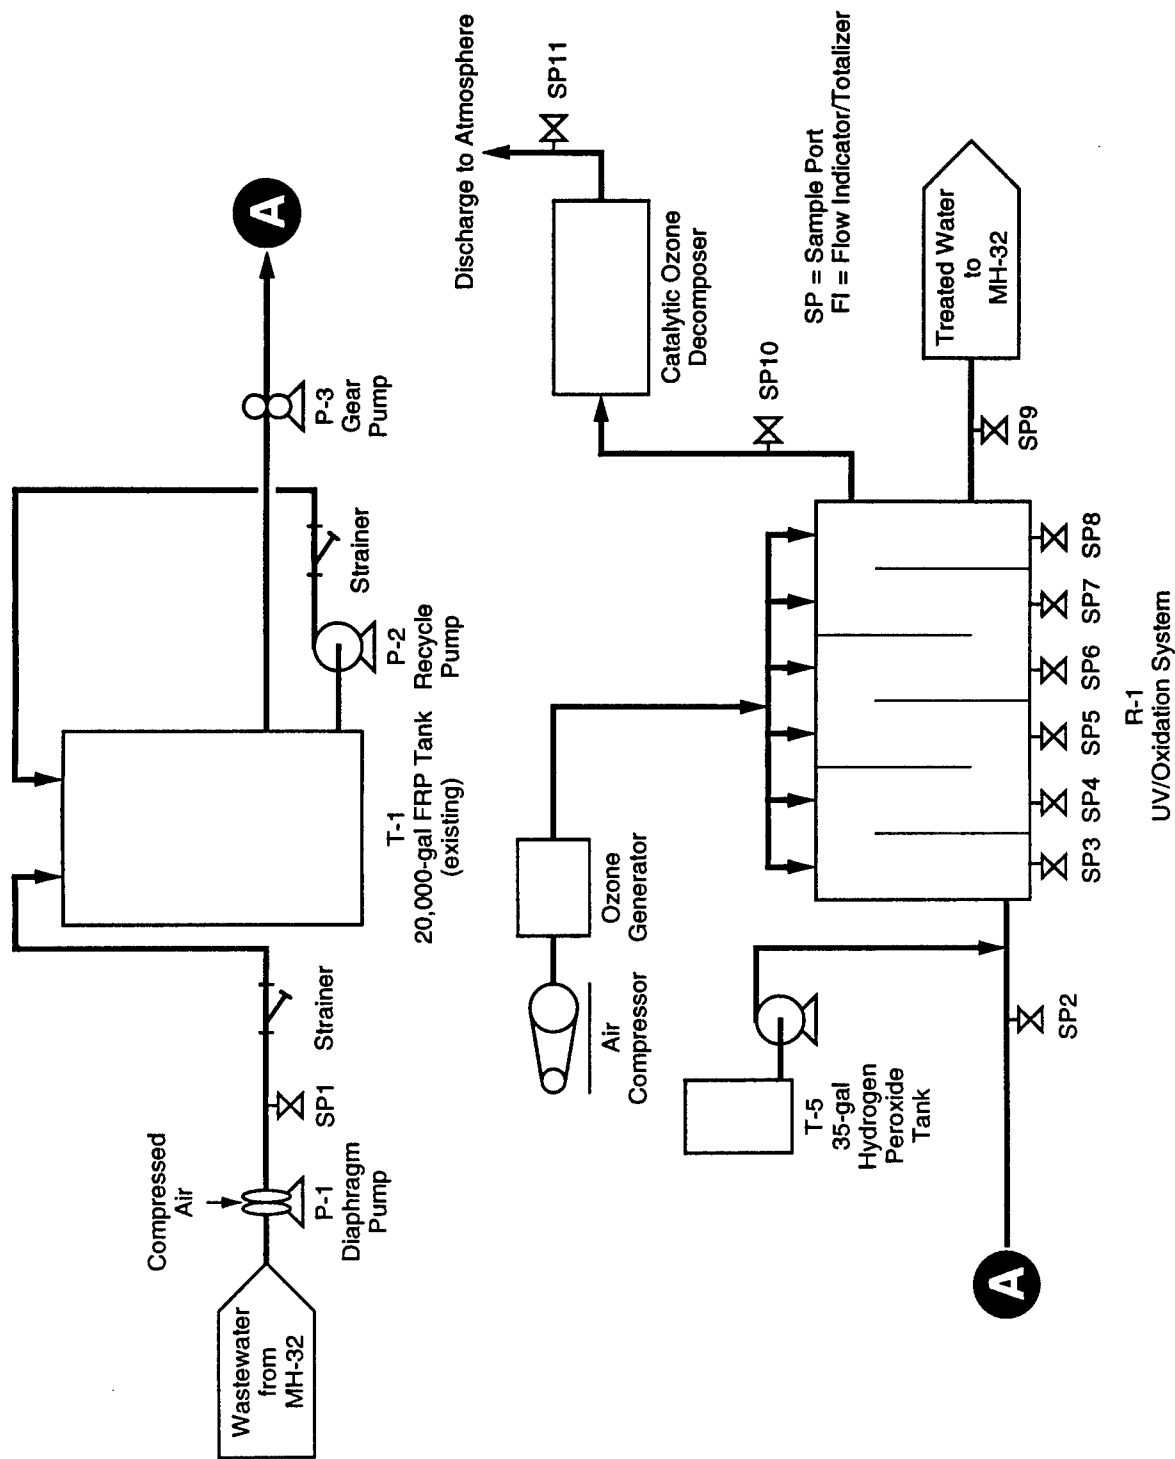 Wastewater
from
MH-32
Compressed
Air
P-1
Diaphragm
Pump
SP1
Strainer
T-1
20,000-gal FRP Tank
(existing)
P-2
Recycle
Pump
Strainer
P-3
Gear
Pump
A
A
SP2
T-5
35-gal
Hydrogen
Peroxide
Tank
Air
Compressor
Ozone
Generator
SP3
SP4
SP5
SP6
SP7
SP8
R-1
UV/Oxidation System
SP9
Treated Water
to
MH-32
SP10
Catalytic Ozone
Decomposer
SP11
Discharge to Atmosphere
SP = Sample Port
FI = Flow Indicator/Totalizer